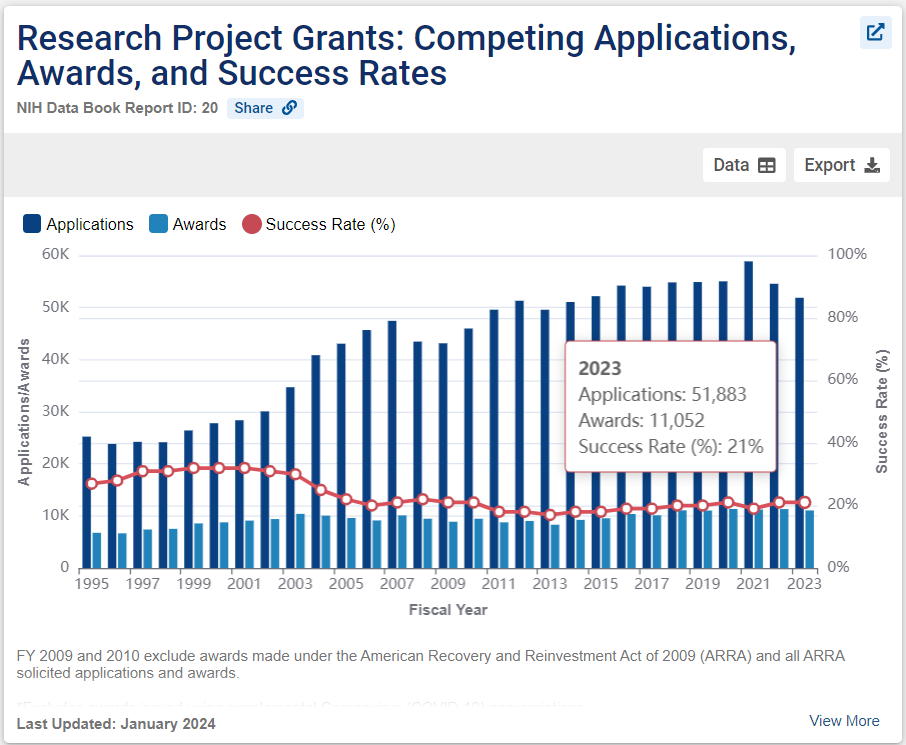 Research Project Grants: Competing Applications,
Awards, and Success Rates
NIH Data Book Report ID: 20 Share
Data Export
Applications Awards Success Rate (%)
60K 100%
50K
80%
40K
60%
30K
40%
20K
20%
10K
0 0%
Applications/Awards
Success Rate (%)
2023
Applications: 51,883
Awards: 11,052
Success Rate (%): 21%
1995 1997 1999 2001 2003 2005 2007 2009 2011 2013 2015 2017 2019 2021 2023
Fiscal Year
FY 2009 and 2010 exclude awards made under the American Recovery and Reinvestment Act of 2009 (ARRA) and all ARRA
solicited applications and awards.
Last Updated: January 2024
View More